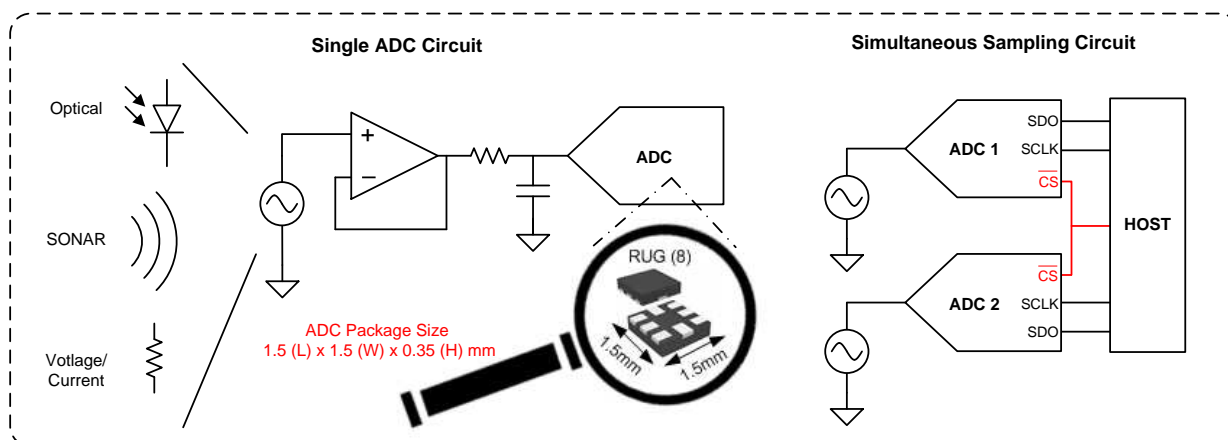 Single ADC Circuit
Simultaneous Sampling Circuit
Optical
SONAR
Votlage/
Current
+
−
ADC
RUG (8)
1.5mm
1.5mm
ADC Package Size
1.5 (L) x 1.5 (W) x 0.35 (H) mm
ADC 1
SDO
SCLK
CS
HOST
ADC 2
CS
SCLK
SDO